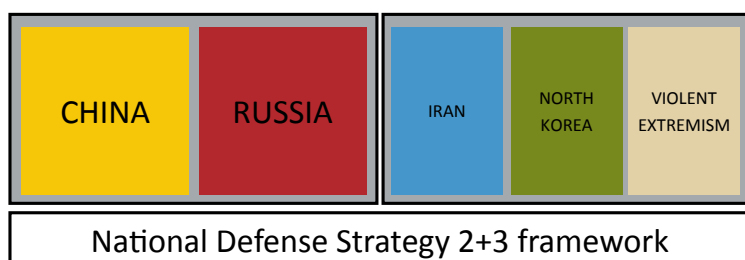 CHINA
RUSSIA
IRAN
NORTH
KOREA
VIOLENT
EXTREMISM
National Defense Strategy 2+3 framework